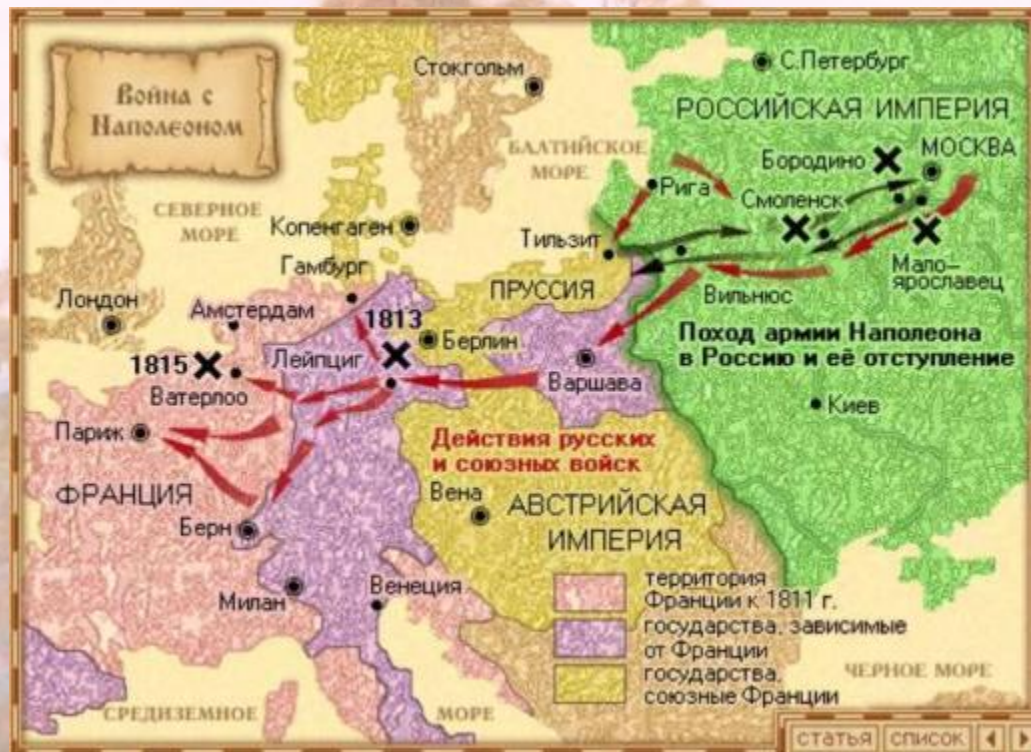 Война с
Наполеоном
Стокгольм
С.Петербург
РОССИЙСКАЯ ИМПЕРИЯ
БАЛТИЙСКОЕ
МОРЕ
Бородино
МОСКВА
СЕВЕРНОЕ
МОРЕ
Рига
Смоленск
Копенгаген
Тильзит
Гамбург
ПРУССИЯ
Мало–
ярославец
Вильнюс
Лондон
Амстердам
1813
Берлин
Поход армии Наполеона
в Россию и её отступление
1815
Лейпциг
Варшава
Ватерлоо
Киев
Париж
Действия русских
и союзных войск
ФРАНЦИЯ
Вена
АВСТРИЙСКАЯ
ИМПЕРИЯ
Берн
Милан
Венеция
территория
Франции к 1811 г.
государства, зависимые
от Франции
государства,
союзные Франции
ЧЕРНОЕ МОРЕ
СРЕДИЗЕМНОЕ
МОРЕ
статья
список